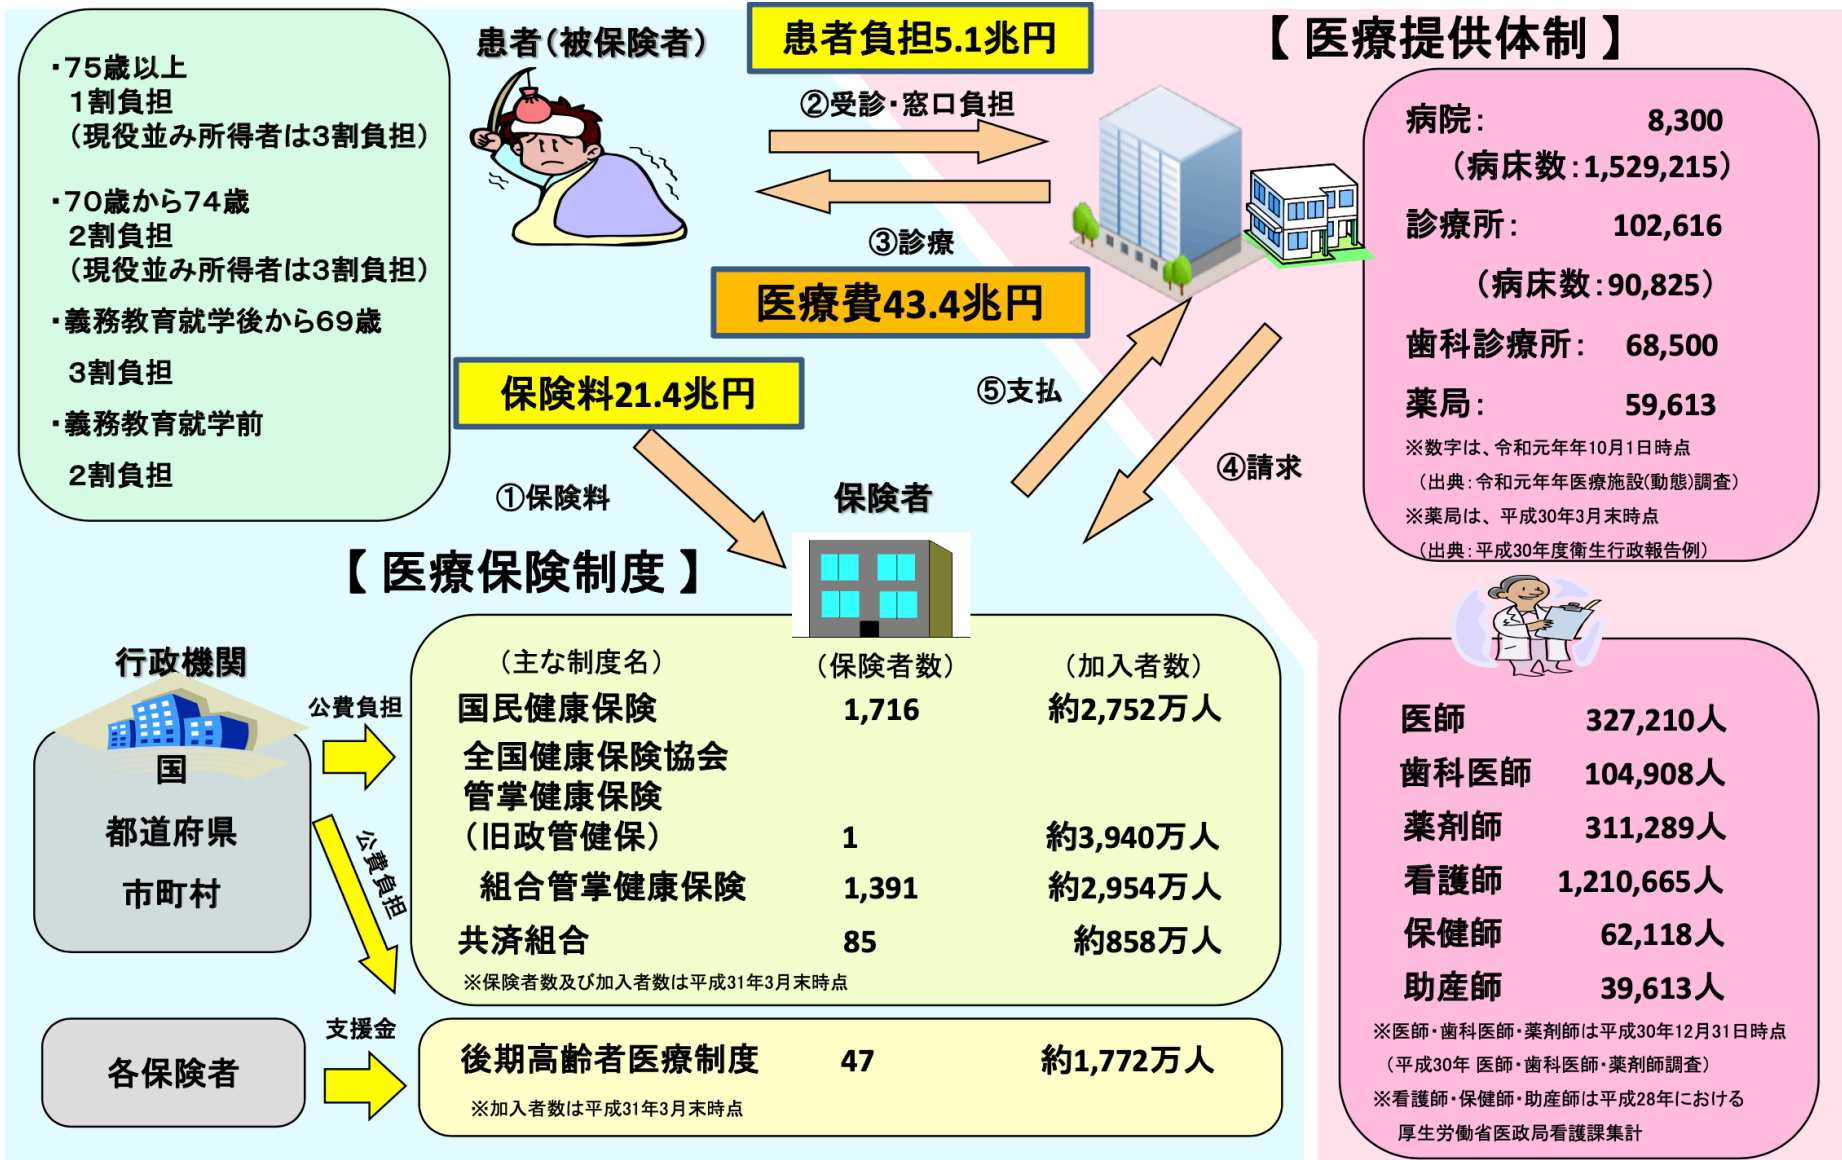 ・75歳以上
1割負担
(現役並み所得者は3割負担)
・70歳から74歳
2割負担
(現役並み所得者は3割負担)
・義務教育就学後から69歳
3割負担
・義務教育就学前
2割負担
患者(被保険者)
患者負担5.1兆円
②受診・窓口負担
③診療
医療費43.4兆円
保険料21.4兆円
①保険料
⑤支払
④請求
保険者
【 医療提供体制 】
病院: 8,300
(病床数:1,529,215)
診療所: 102,616
(病床数:90,825)
歯科診療所: 68,500
薬局: 59,613
※数字は、令和元年年10月1日時点
(出典:令和元年年医療施設(動態)調査)
※薬局は、平成30年3月末時点
(出典:平成30年度衛生行政報告例)
【 医療保険制度 】
行政機関
国
都道府県
市町村
公費負担
公費負担
(主な制度名) (保険者数) (加入者数)
国民健康保険 1,716 約2,752万人
全国健康保険協会
管掌健康保険
(旧政管健保) 1 約3,940万人
組合管掌健康保険 1,391 約2,954万人
共済組合 85 約858万人
※保険者数及び加入者数は平成31年3月末時点
各保険者
支援金
後期高齢者医療制度 47 約1,772万人
※加入者数は平成31年3月末時点
医師 327,210人
歯科医師 104,908人
薬剤師 311,289人
看護師 1,210,665人
保健師 62,118人
助産師 39,613人
※医師・歯科医師・薬剤師は平成30年12月31日時点
(平成30年 医師・歯科医師・薬剤師調査)
※看護師・保健師・助産師は平成28年における
厚生労働省医政局看護課集計